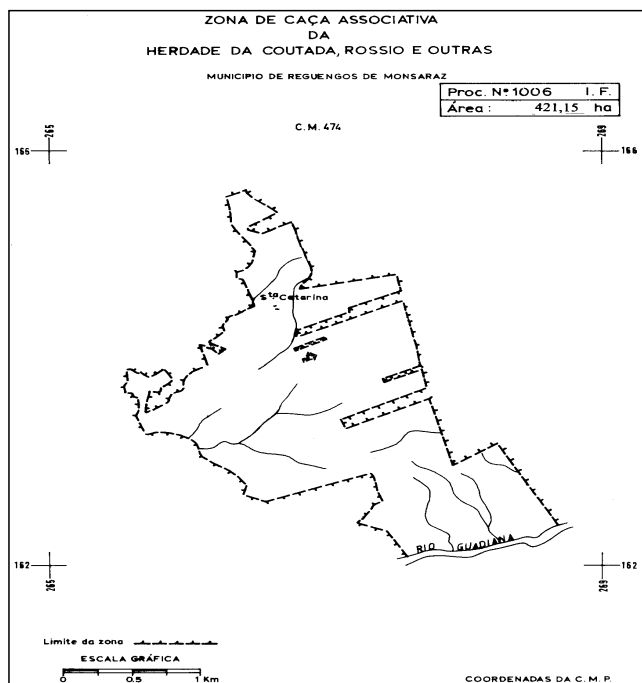 ZONA DE CAÇA ASSOCIATIVA
DA
HERDADE DA COUTADA, ROSSIO E OUTRAS
MUNICIPIO DE REGUENGOS DE MONSARAZ
Proc. Nº 1006 I. F.
Área : 421,15 ha
C. M. 474
265
269
166
166
Sta Catarina
RIO GUADIANA
162
162
265
269
Limite da zona
ESCALA GRÁFICA
0 0.5 1 Km
COORDENADAS DA C. M. P.